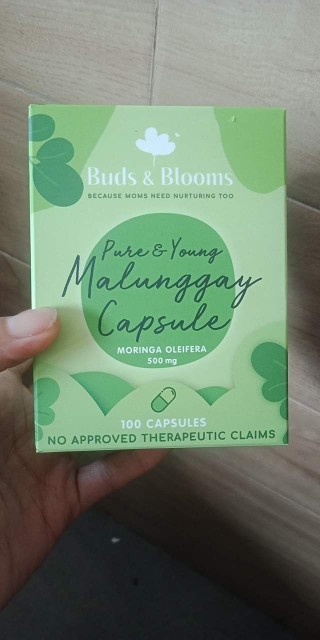 Buds & Blooms
BECAUSE MOMS NEED NURTURING TOO
Pure & Young
Malunggay
Capsule
MORINGA OLEIFERA
500 mg
100 CAPSULES
NO APPROVED THERAPEUTIC CLAIMS